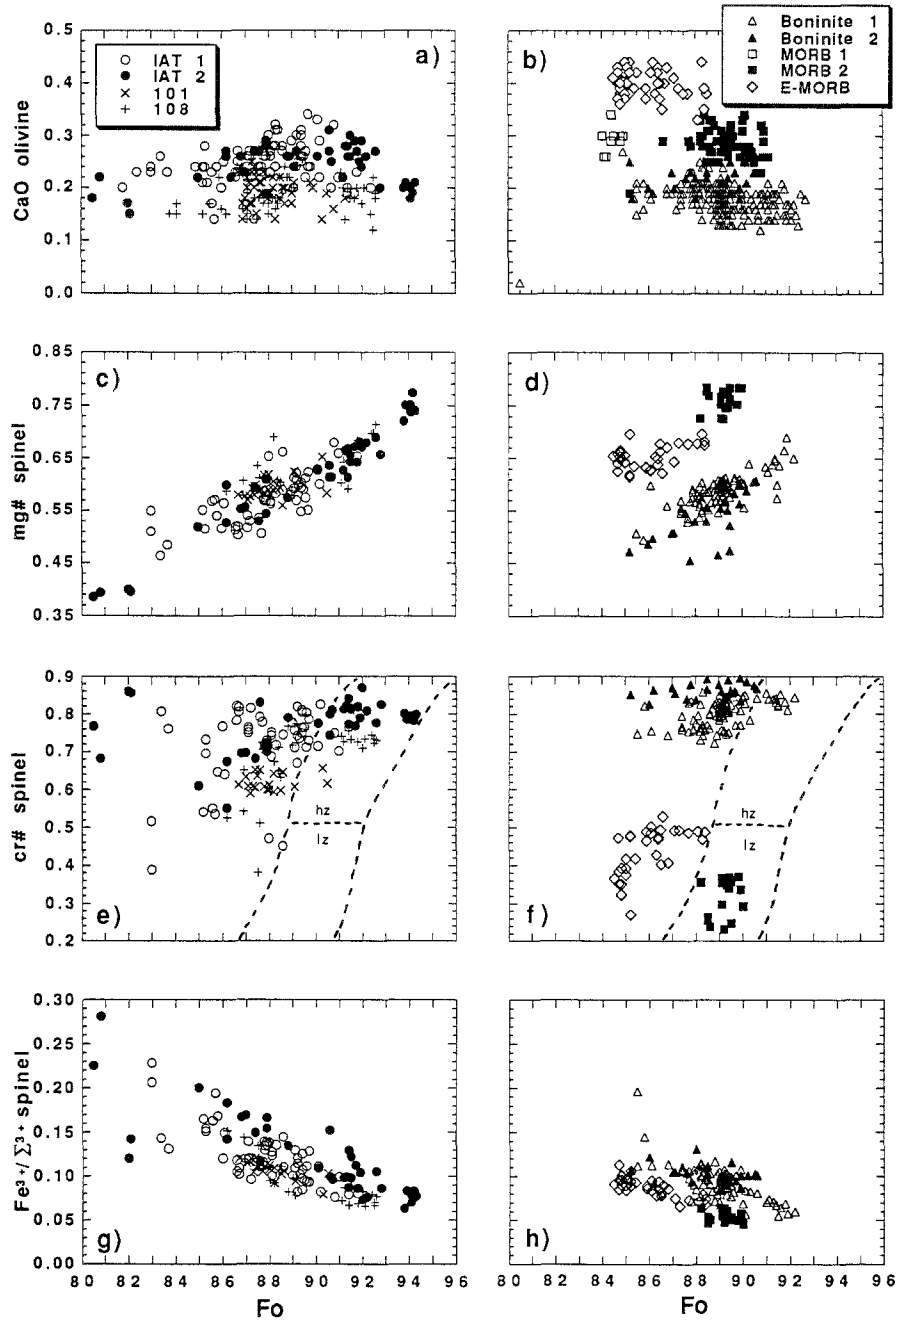 a)
IAT 1
IAT 2
101
108
0.5
0.4
0.3
0.2
0.1
0.0
CaO olivine
b)
Boninite 1
Boninite 2
MORB 1
MORB 2
E-MORB
c)
0.85
0.75
0.65
0.55
0.45
0.35
mg# spinel
d)
e)
0.9
0.8
0.7
0.6
0.5
0.4
0.3
0.2
cr# spinel
hz
lz
f)
hz
lz
g)
0.30
0.25
0.20
0.15
0.10
0.05
0.00
Fe³⁺/Σ³⁺ spinel
80 82 84 86 88 90 92 94 96
Fo
h)
80 82 84 86 88 90 92 94 96
Fo